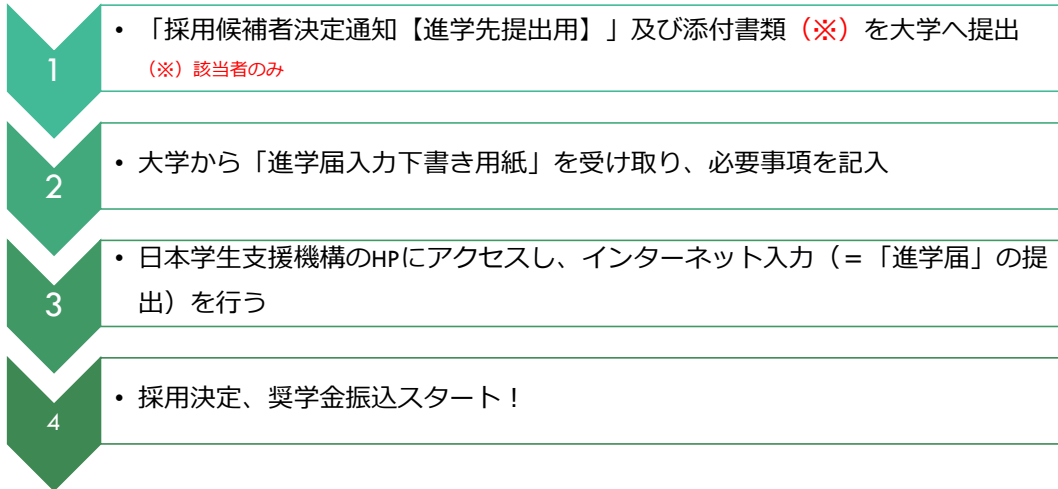 1
• 「採用候補者決定通知【進学先提出用】」及び添付書類（※）を大学へ提出
（※）該当者のみ
2
• 大学から「進学届入力下書き用紙」を受け取り、必要事項を記入
3
• 日本学生支援機構のHPにアクセスし、インターネット入力（＝「進学届」の提
出）を行う
4
• 採用決定、奨学金振込スタート！